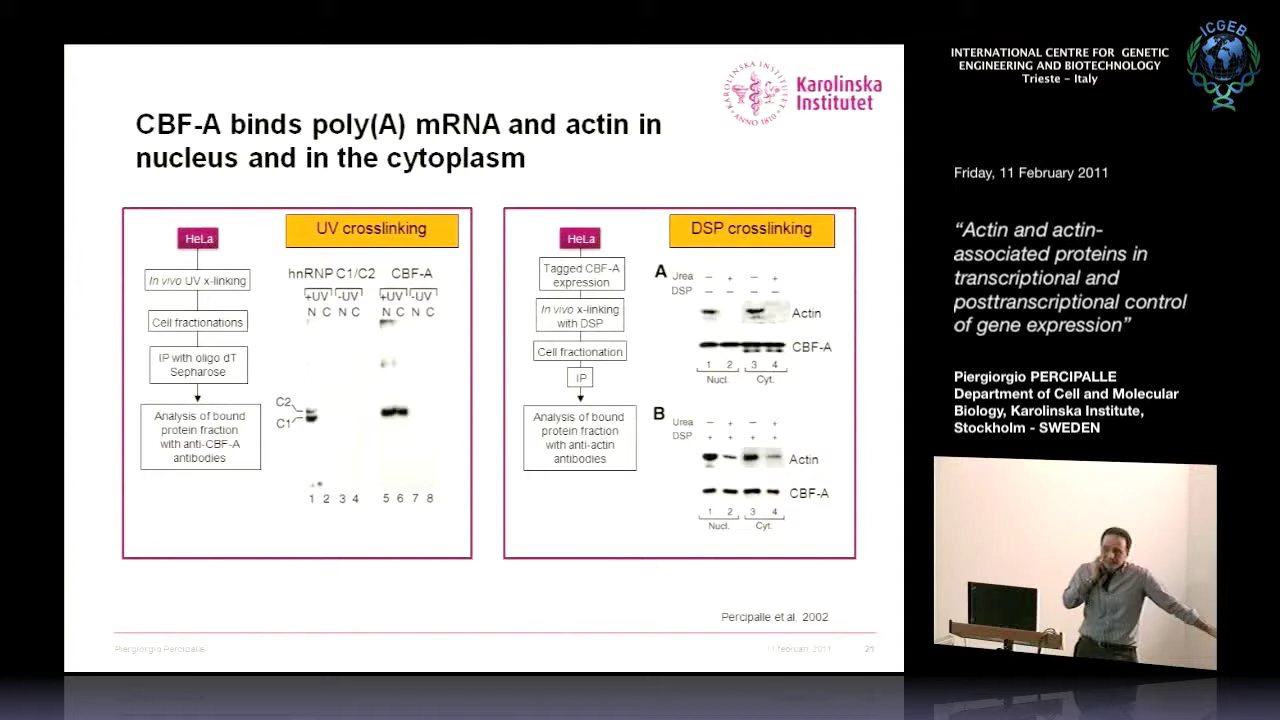 Karolinska
Institutet
KAROLINSKA INSTITUTET
ANNO 1810
CBF-A binds poly(A) mRNA and actin in
nucleus and in the cytoplasm
HeLa
In vivo UV x-linking
Cell fractionations
IP with oligo dT
Sepharose
Analysis of bound
protein fraction
with anti-CBF-A
antibodies
UV crosslinking
hnRNP C1/C2 CBF-A
+UV -UV +UV -UV
N C N C N C N C
C2
C1
1 2 3 4 5 6 7 8
HeLa
Tagged CBF-A
expression
In vivo x-linking
with DSP
Cell fractionation
IP
Analysis of bound
protein fraction
with anti-actin
antibodies
DSP crosslinking
A
Urea − + − +
DSP − − − −
Actin
CBF-A
1 2 3 4
Nucl. Cyt.
B
Urea − + − +
DSP + + + +
Actin
CBF-A
1 2 3 4
Nucl. Cyt.
Percipalle et al. 2002
Piergiorgio Percipalle
11 februari, 2011
21
INTERNATIONAL CENTRE FOR GENETIC
ENGINEERING AND BIOTECHNOLOGY
Trieste – Italy
ICGEB
Friday, 11 February 2011
“Actin and actin-
associated proteins in
transcriptional and
posttranscriptional control
of gene expression”
Piergiorgio PERCIPALLE
Department of Cell and Molecular
Biology, Karolinska Institute,
Stockholm - SWEDEN